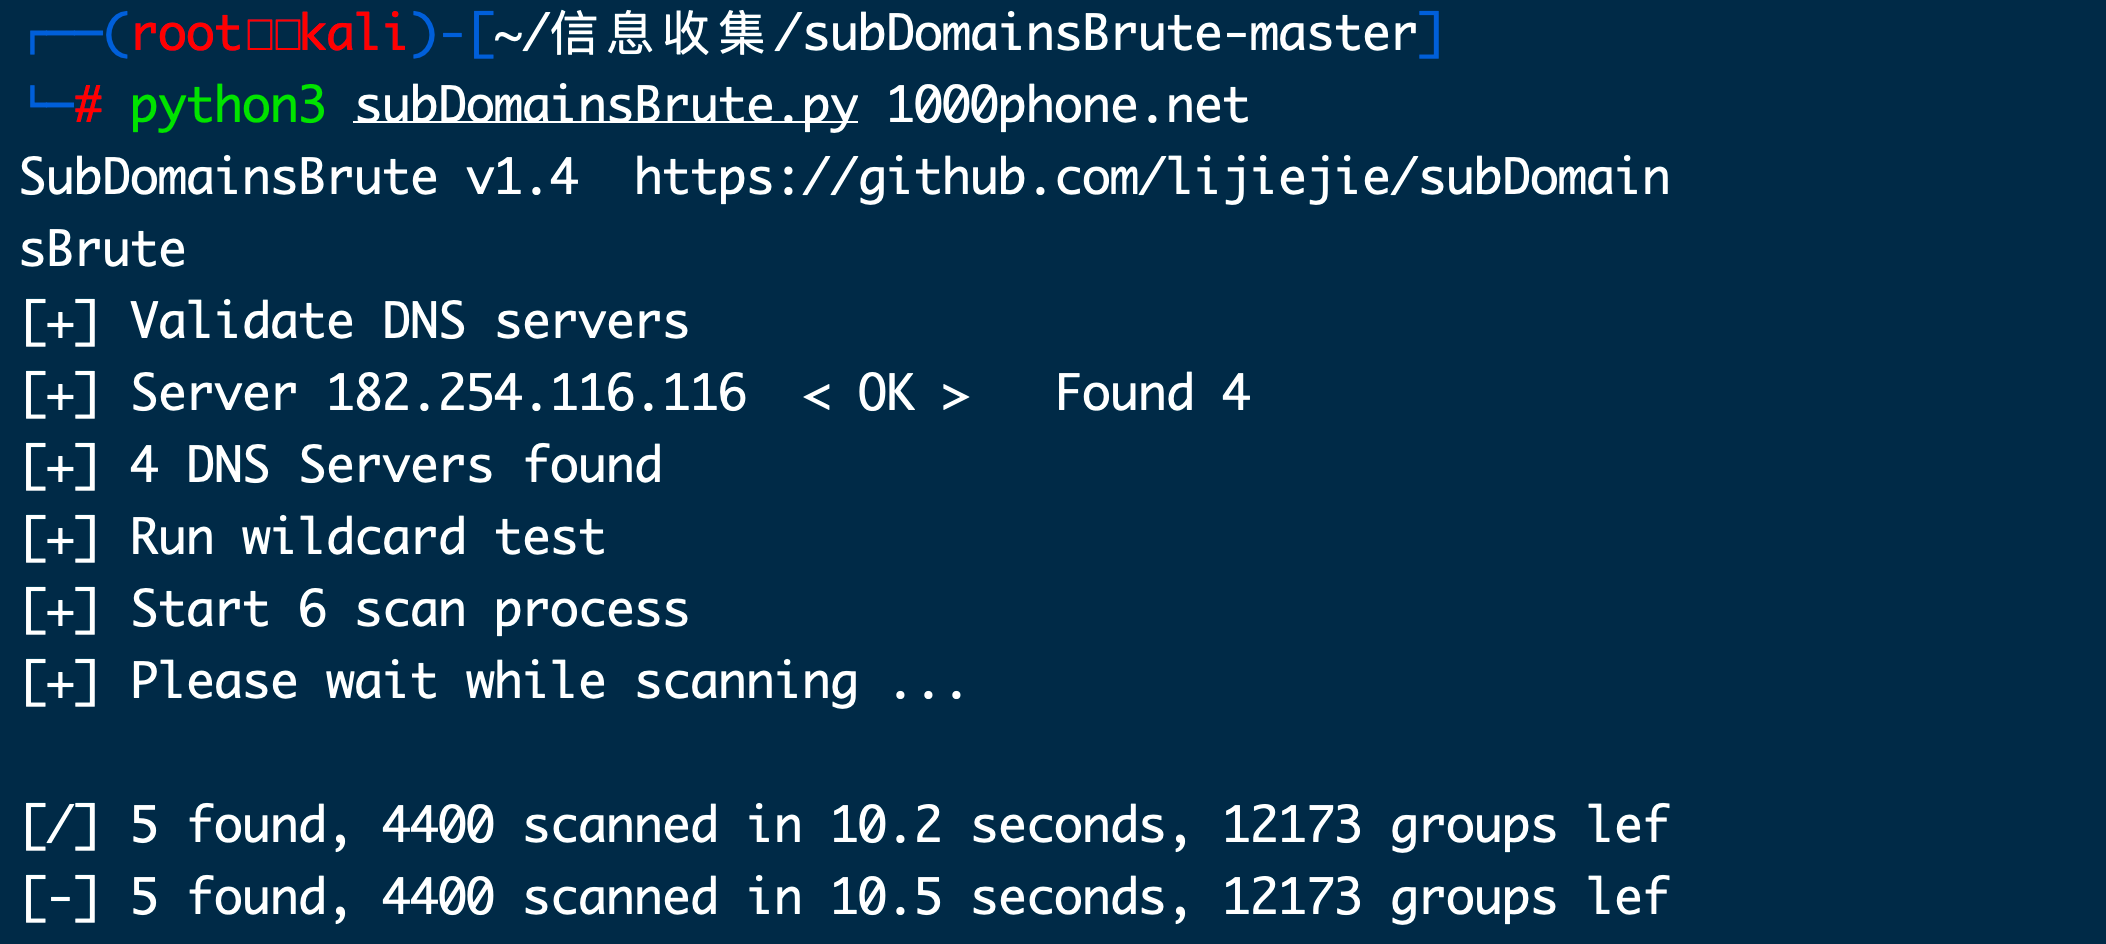 ┌──(root□□kali)-[~/信息收集/subDomainsBrute-master]
└─# python3 subDomainsBrute.py 1000phone.net
SubDomainsBrute v1.4  https://github.com/lijiejie/subDomain
sBrute
[+] Validate DNS servers
[+] Server 182.254.116.116  < OK >   Found 4
[+] 4 DNS Servers found
[+] Run wildcard test
[+] Start 6 scan process
[+] Please wait while scanning ...
[/] 5 found, 4400 scanned in 10.2 seconds, 12173 groups lef
[-] 5 found, 4400 scanned in 10.5 seconds, 12173 groups lef